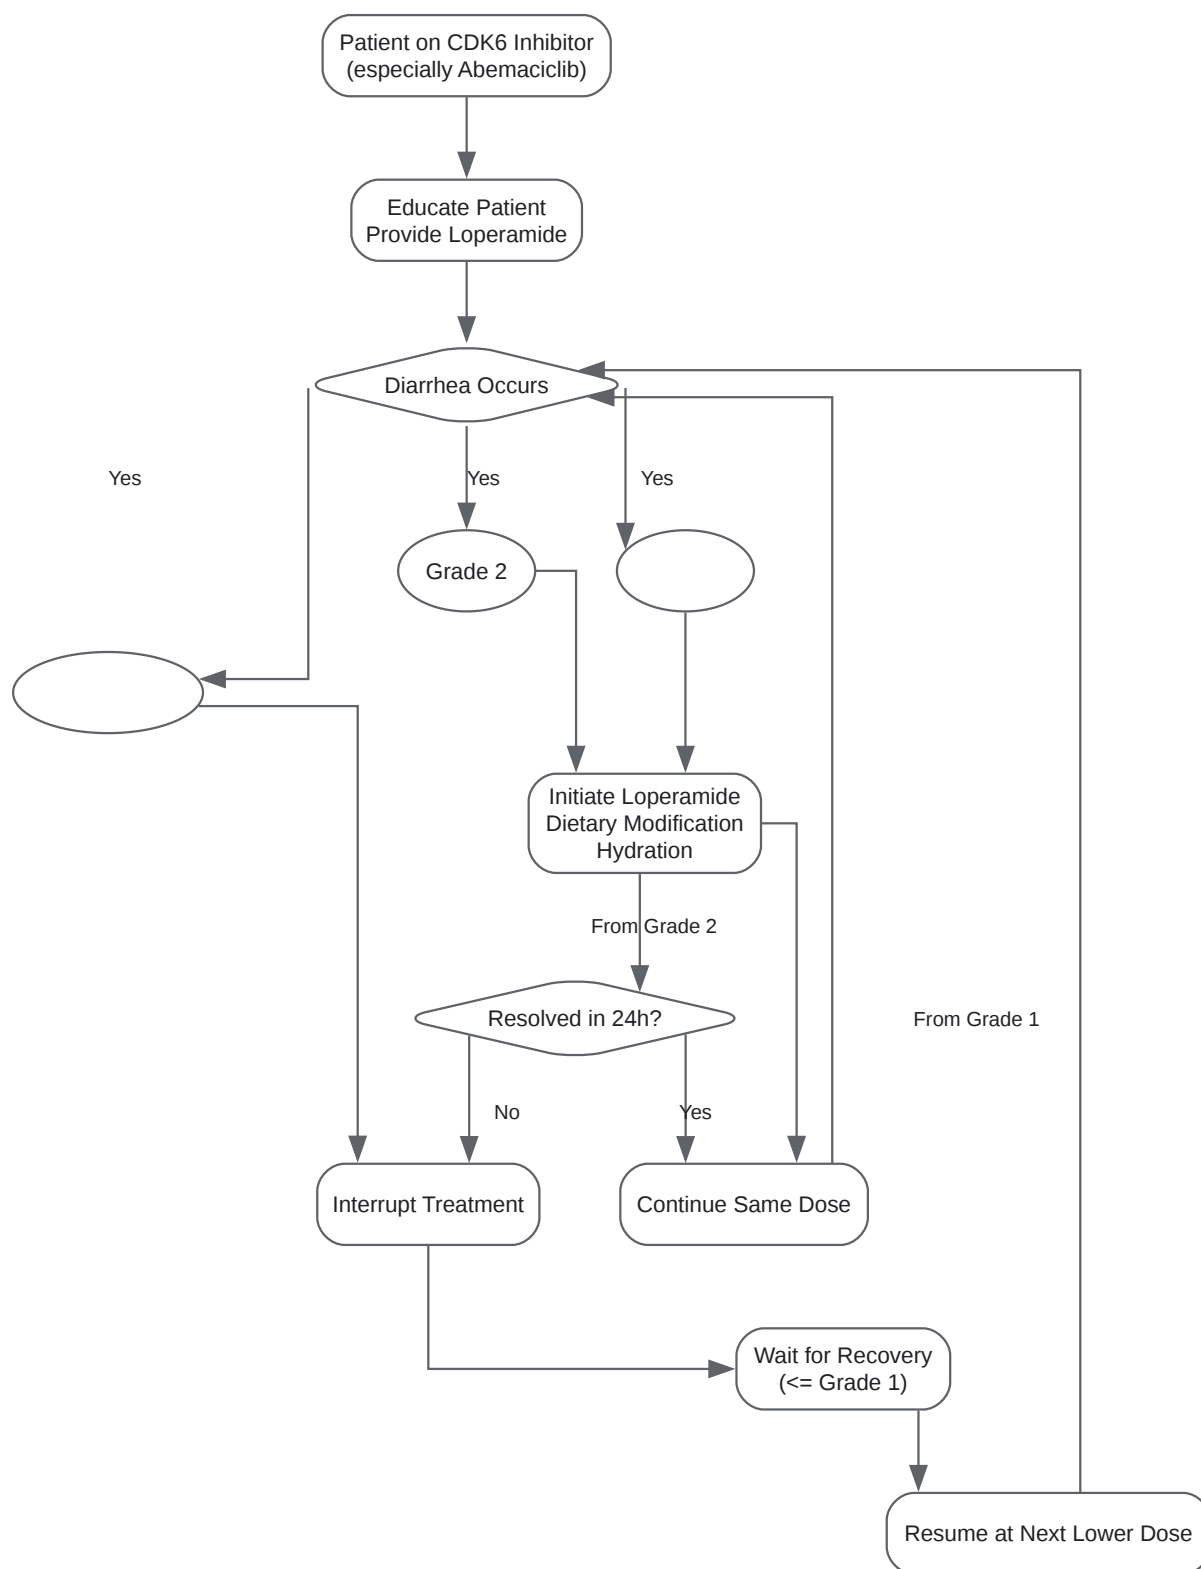 Patient on CDK6 Inhibitor
(especially Abemaciclib)
Educate Patient
Provide Loperamide
Diarrhea Occurs
Yes
Yes
Yes
Grade 2
Initiate Loperamide
Dietary Modification
Hydration
From Grade 2
Resolved in 24h?
From Grade 1
No
Yes
Interrupt Treatment
Continue Same Dose
Wait for Recovery
(<= Grade 1)
Resume at Next Lower Dose